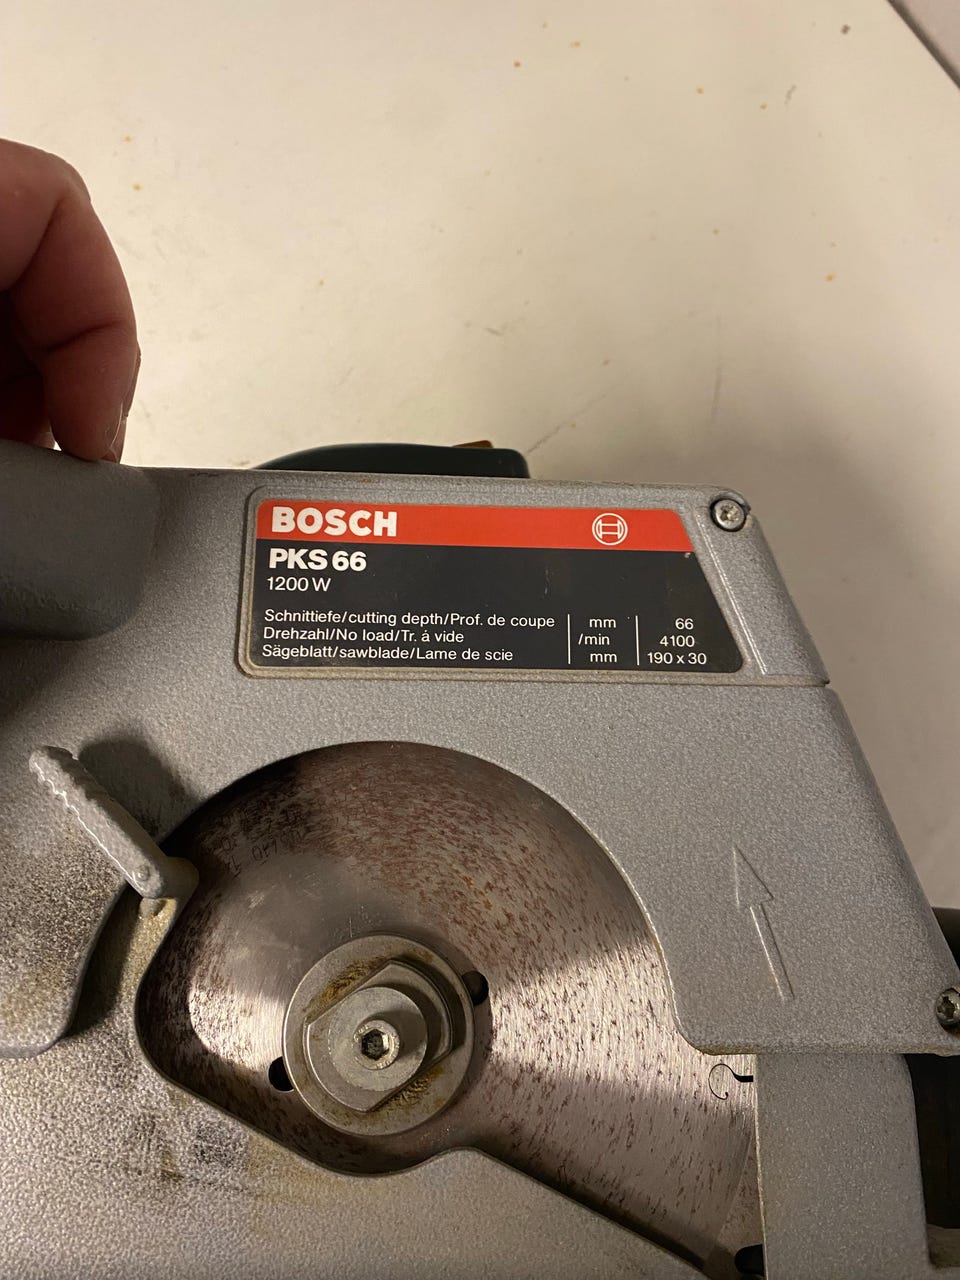 BOSCH
PKS 66
1200 W
Schnittiefe/cutting depth/Prof. de coupe mm 66
Drehzahl/No load/Tr. á vide /min 4100
Sägeblatt/sawblade/Lame de scie mm 190 x 30